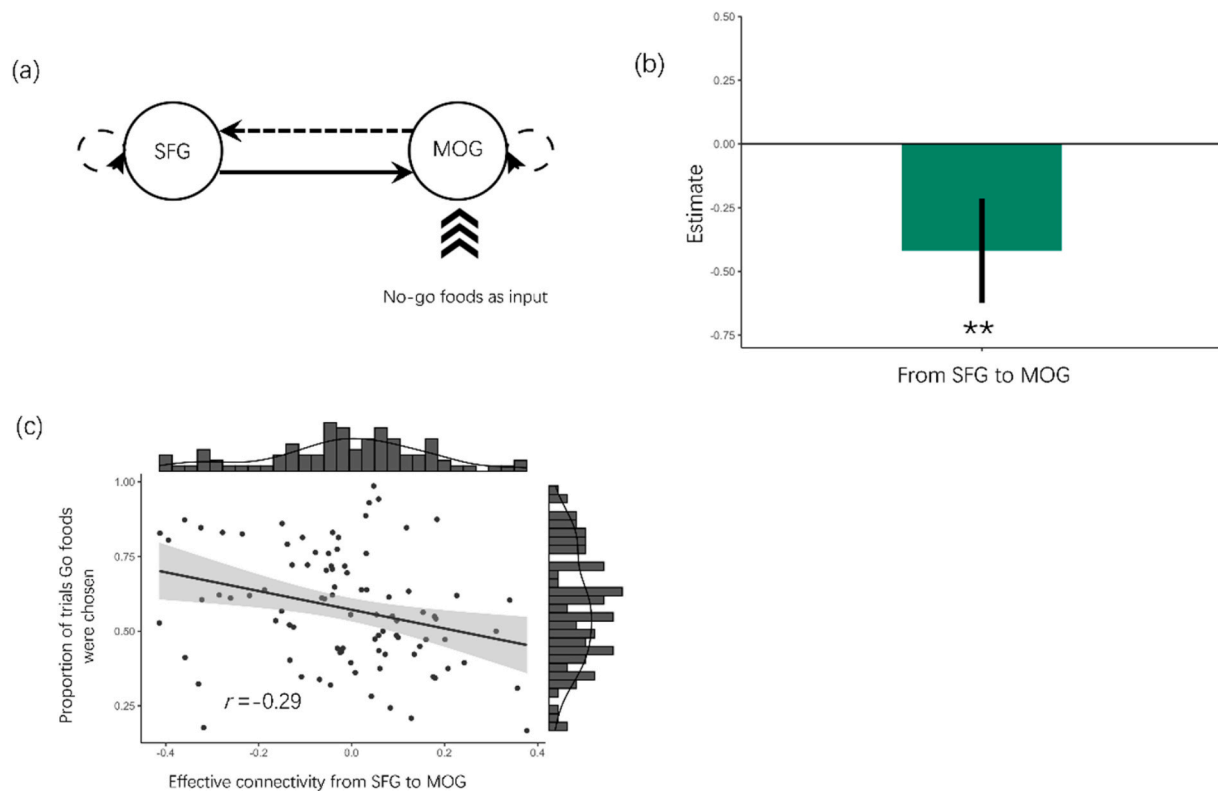 (a)
SFG
MOG
No-go foods as input
(b)
0.50
0.25
0.00
-0.25
-0.50
-0.75
Estimate
**
From SFG to MOG
(c)
1.00
0.75
0.50
0.25
Proportion of trials Go foods
were chosen
r = -0.29
-0.4 -0.2 0.0 0.2 0.4
Effective connectivity from SFG to MOG